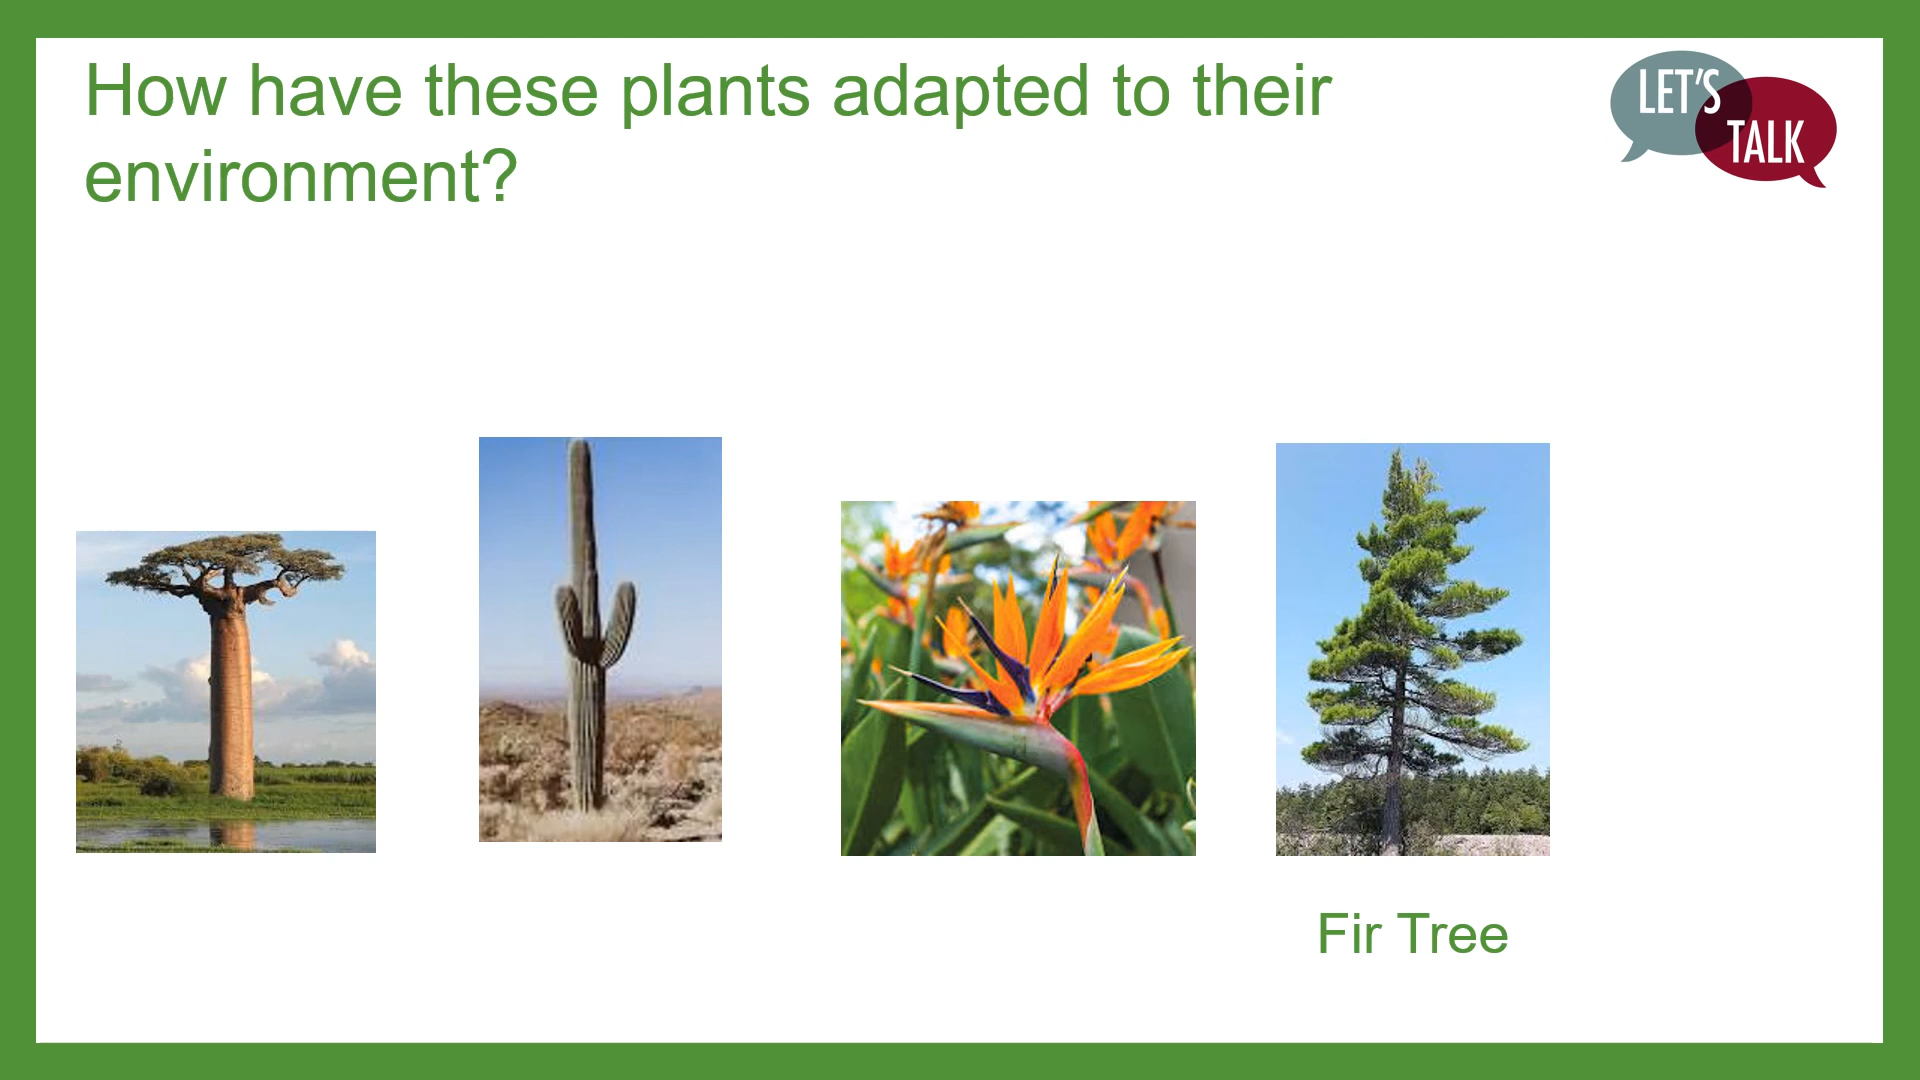 How have these plants adapted to their
environment?
LET'S
TALK
Fir Tree